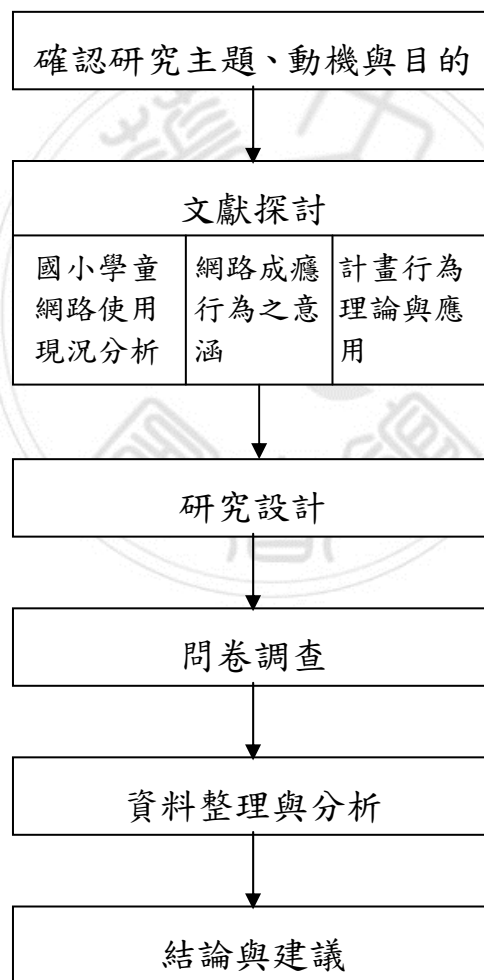 確認研究主題、動機與目的
文獻探討
國小學童
網路使用
現況分析
網路成癮
行為之意
涵
計畫行為
理論與應
用
研究設計
問卷調查
資料整理與分析
結論與建議